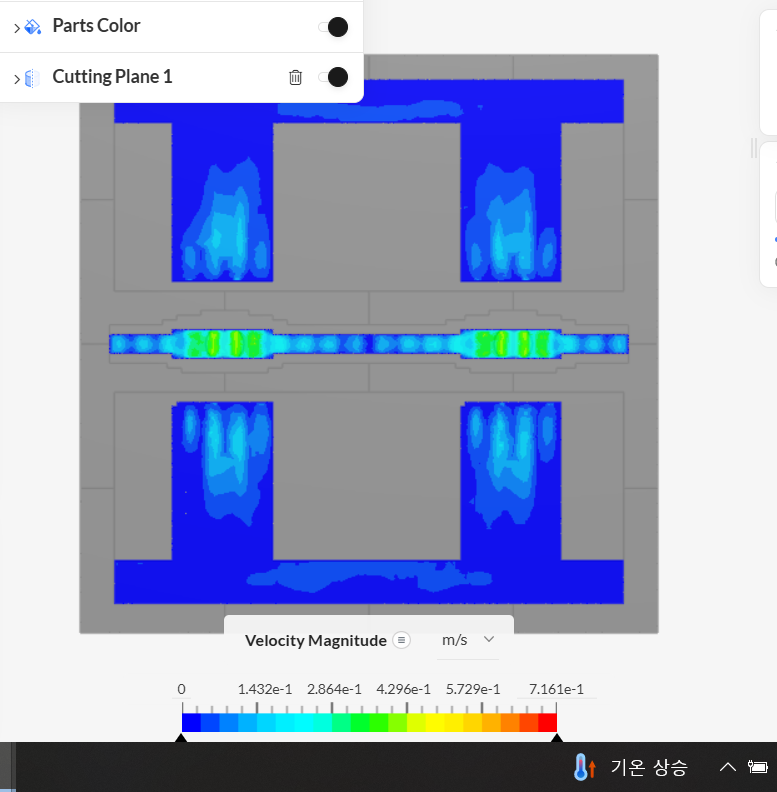 Parts Color
Cutting Plane 1
Velocity Magnitude m/s
0 1.432e-1 2.864e-1 4.296e-1 5.729e-1 7.161e-1
기온 상승